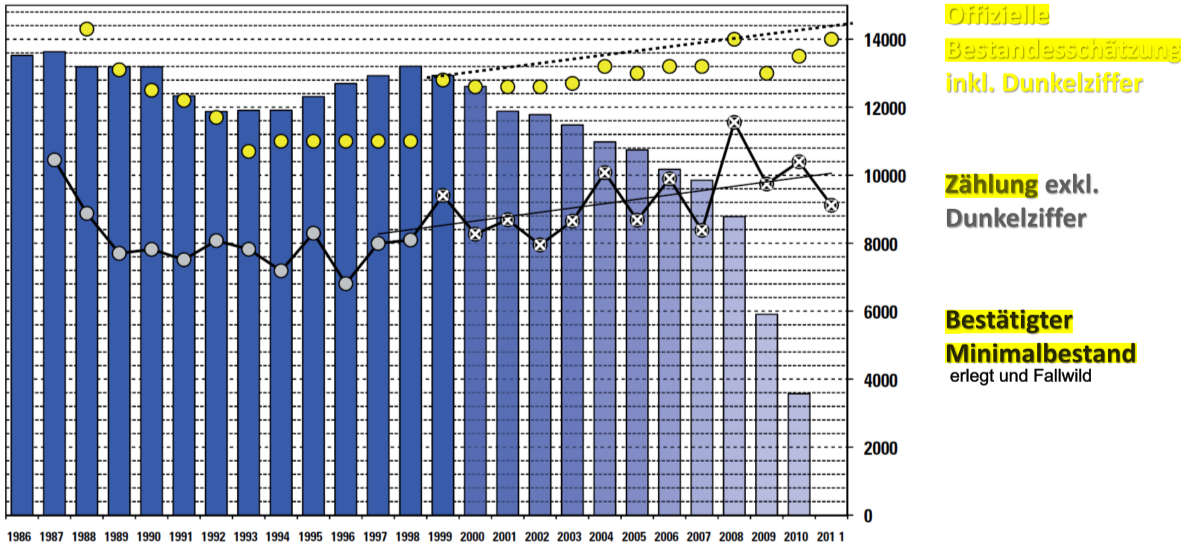 Offizielle
Bestandesschätzung
inkl. Dunkelziffer
Zählung exkl.
Dunkelziffer
Bestätigter
Minimalbestand
erlegt und Fallwild
14000
12000
10000
8000
6000
4000
2000
0
1986 1987 1988 1989 1990 1991 1992 1993 1994 1995 1996 1997 1998 1999 2000 2001 2002 2003 2004 2005 2006 2007 2008 2009 2010 201 1